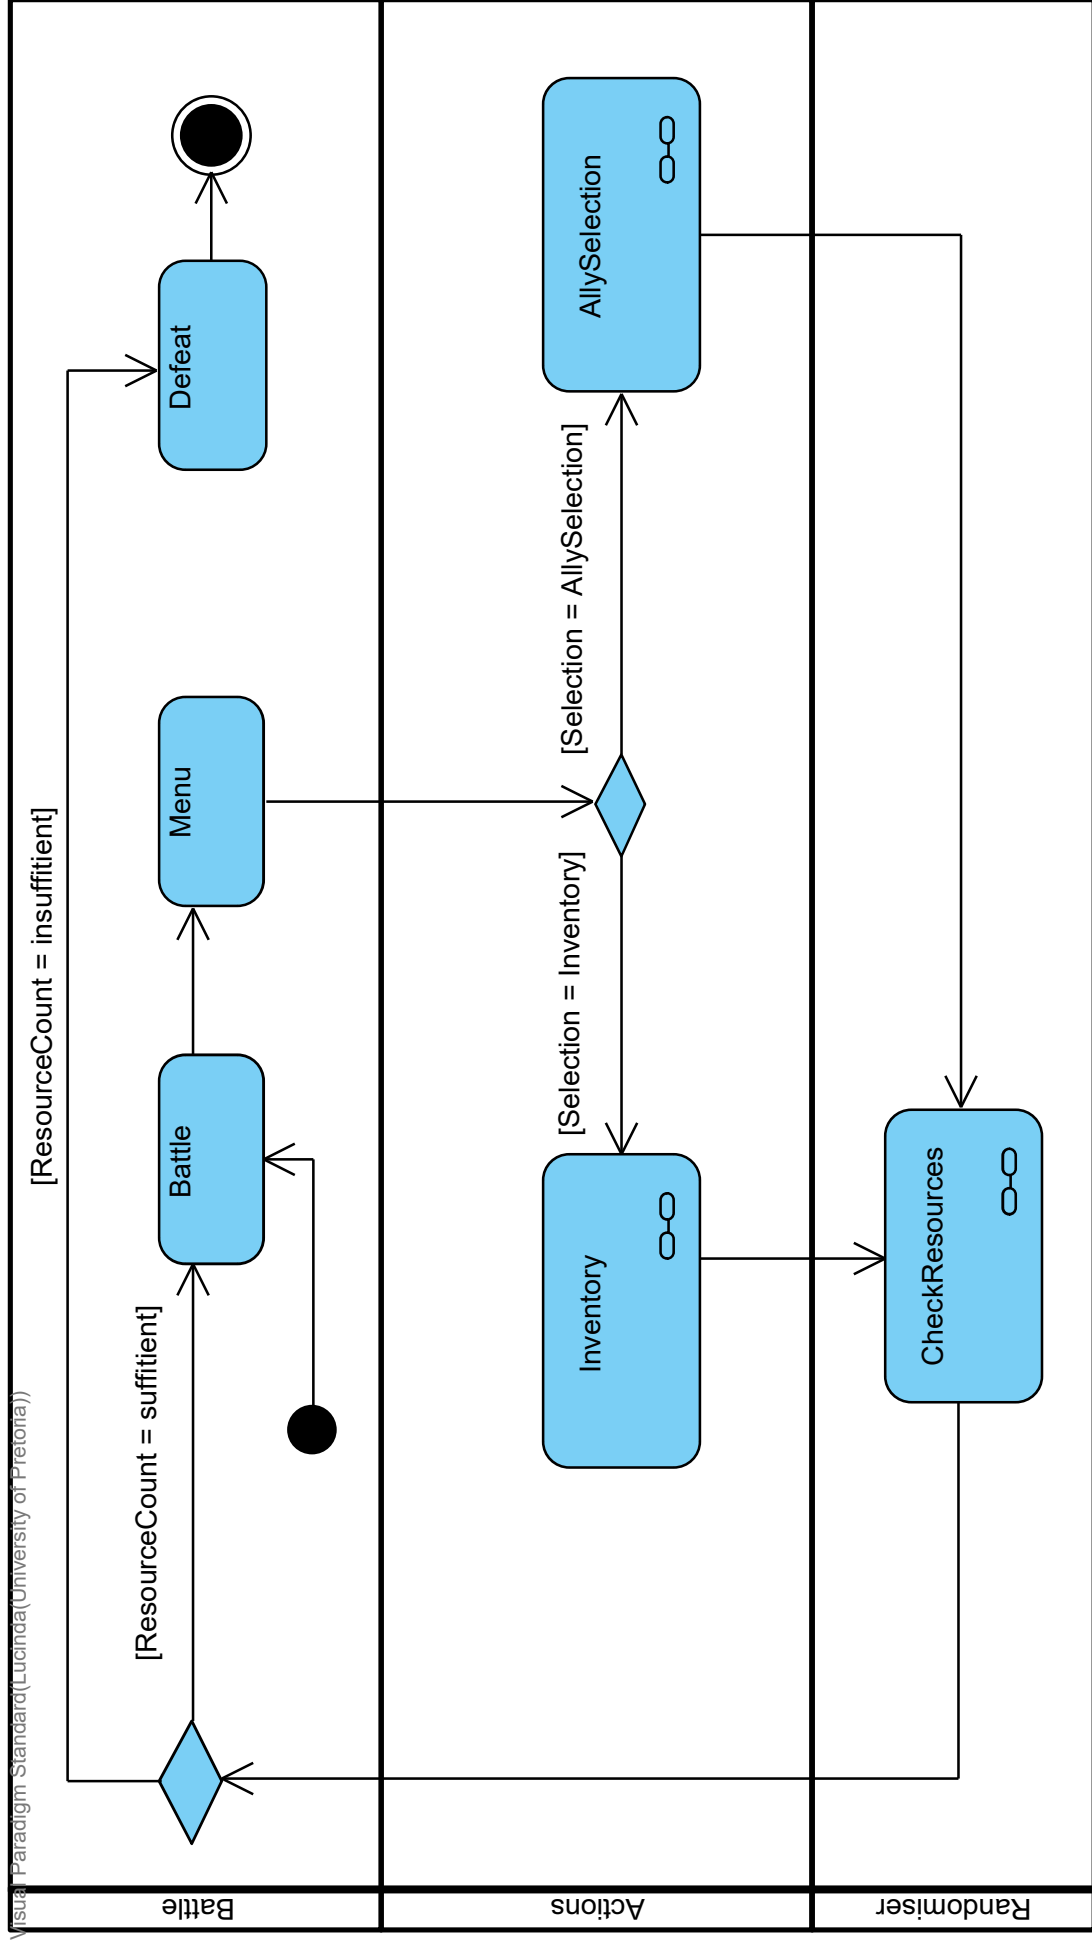 Visual Paradigm Standard(Lucinda(University of Pretoria))
Battle
[ResourceCount = insuffitient]
[ResourceCount = suffitient]
Battle
Menu
Defeat
Actions
[Selection = Inventory]
[Selection = AllySelection]
Inventory
AllySelection
Randomiser
CheckResources